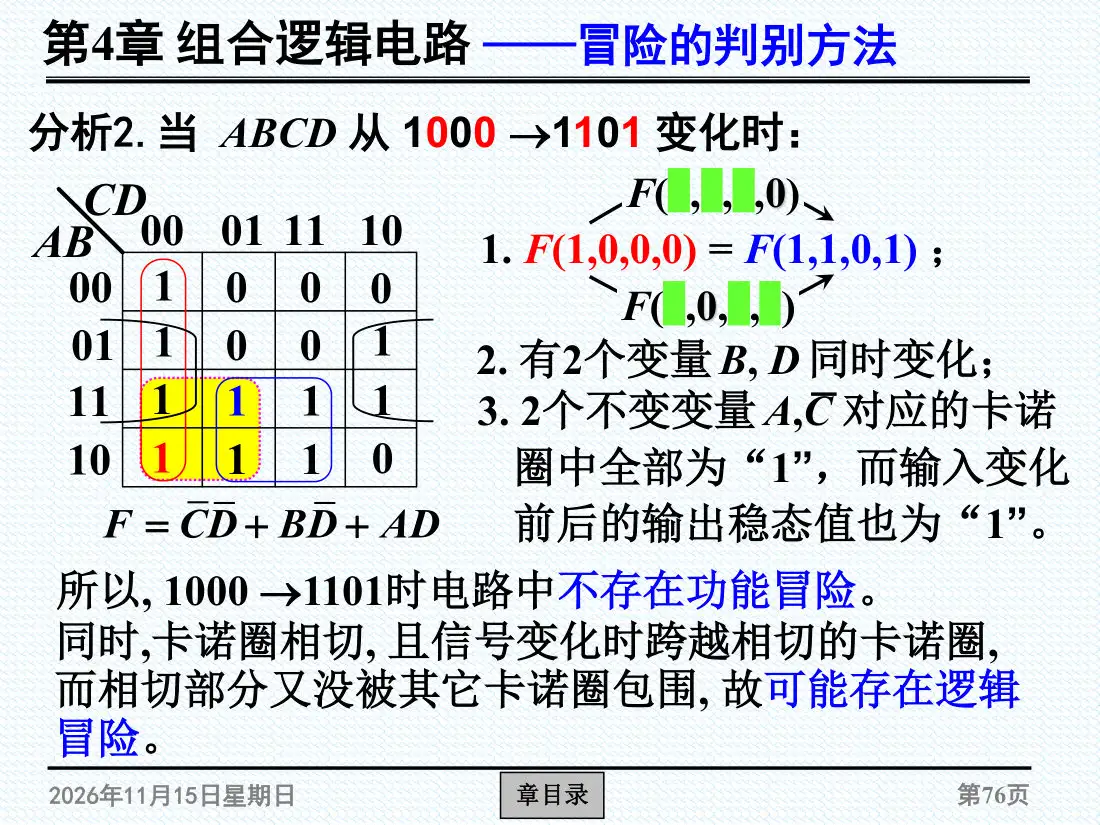 第4章 组合逻辑电路 ——冒险的判别方法
分析2. 当 ABCD 从 1000 →1101 变化时：
CD
AB
00 01 11 10
00 1 0 0 0
01 1 0 0 1
11 1 1 1 1
10 1 1 1 0
F = C̅D̅ + BD̅ + AD
F( , , ,0)
1. F(1,0,0,0) = F(1,1,0,1) ；
F( ,0, , )
2. 有2个变量 B, D 同时变化；
3. 2个不变变量 A,C̅ 对应的卡诺
圈中全部为“1”，而输入变化
前后的输出稳态值也为“1”。
所以, 1000 →1101时电路中不存在功能冒险。
同时,卡诺圈相切, 且信号变化时跨越相切的卡诺圈,
而相切部分又没被其它卡诺圈包围, 故可能存在逻辑
冒险。
2026年11月15日星期日
章目录
第76页